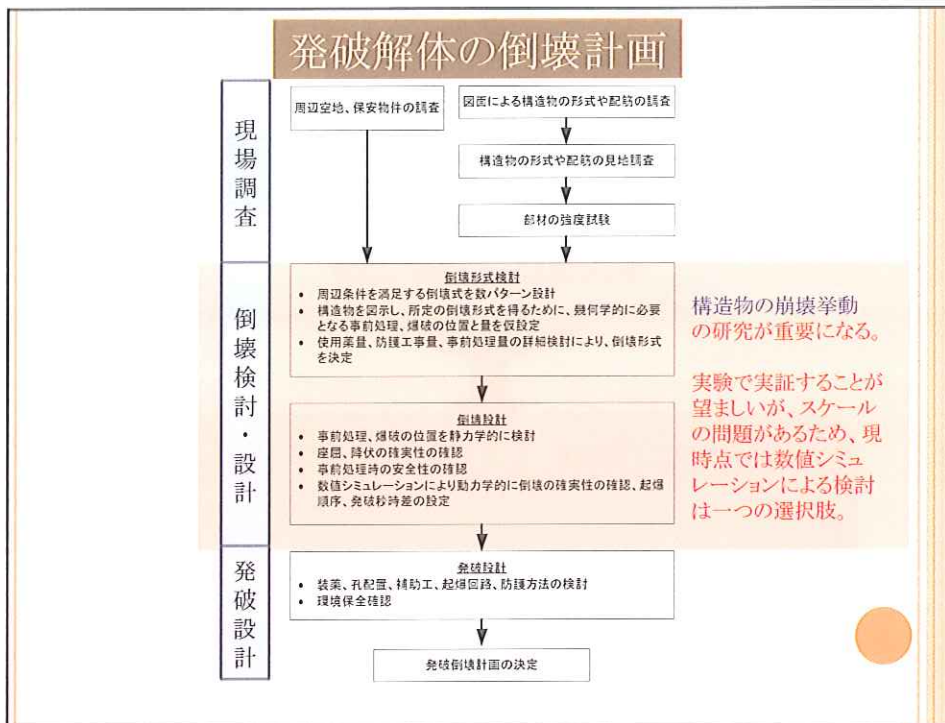 発破解体の倒壊計画
現場調査
周辺空地、保安物件の調査
図面による構造物の形式や配筋の調査
構造物の形式や配筋の見地調査
部材の強度試験
倒壊検討・設計
倒壊形式検討
• 周辺条件を満足する倒壊式を数パターン設計
• 構造物を図示し、所定の倒壊形式を得るために、幾何学的に必要
となる事前処理、爆破の位置と量を仮設定
• 使用薬量、防護工事量、事前処理量の詳細検討により、倒壊形式
を決定
倒壊設計
• 事前処理、爆破の位置を静力学的に検討
• 座屈、降伏の確実性の確認
• 事前処理時の安全性の確認
• 数値シミュレーションにより動力学的に倒壊の確実性の確認、起爆
順序、発破秒時差の設定
構造物の崩壊挙動
の研究が重要になる。
実験で実証することが
望ましいが、スケール
の問題があるため、現
時点では数値シミュ
レーションによる検討
は一つの選択肢。
発破設計
発破設計
• 装薬、孔配置、補助工、起爆回路、防護方法の検討
• 環境保全確認
発破倒壊計画の決定